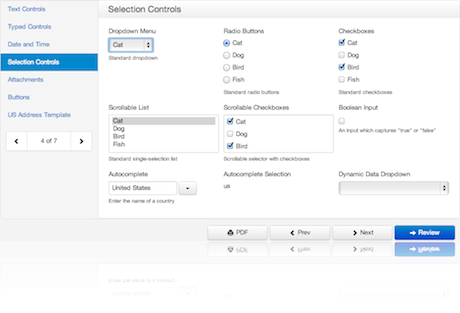 Text Controls
Typed Controls
Date and Time
Selection Controls
Attachments
Buttons
US Address Template
4 of 7
Selection Controls
Dropdown Menu
Cat
Standard dropdown
Radio Buttons
Cat
Dog
Bird
Fish
Standard radio buttons
Checkboxes
Cat
Dog
Bird
Fish
Standard checkboxes
Scrollable List
Cat
Dog
Bird
Fish
Standard single-selection list
Scrollable Checkboxes
Cat
Dog
Bird
Scrollable selector with checkboxes
Boolean Input
An input which captures "true" or "false"
Autocomplete
United States
Enter the name of a country
Autocomplete Selection
us
Dynamic Data Dropdown
PDF
Prev
Next
Review